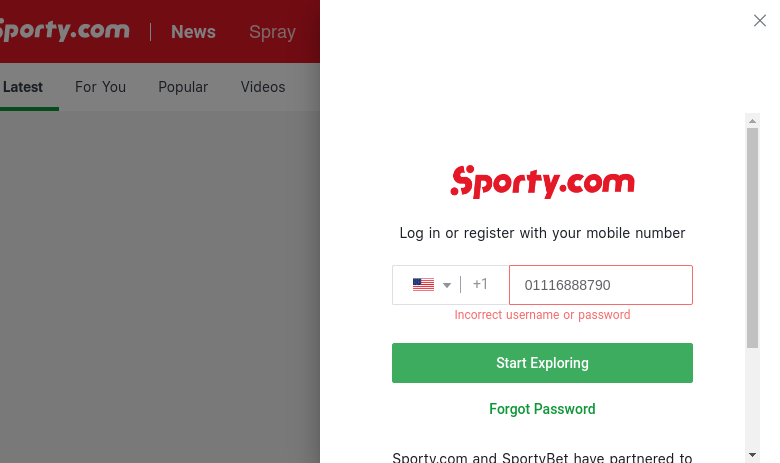 Sporty.com | News Spray
Latest For You Popular Videos
Sporty.com
Log in or register with your mobile number
+1 01116888790
Incorrect username or password
Start Exploring
Forgot Password
Sporty.com and SportyBet have partnered to